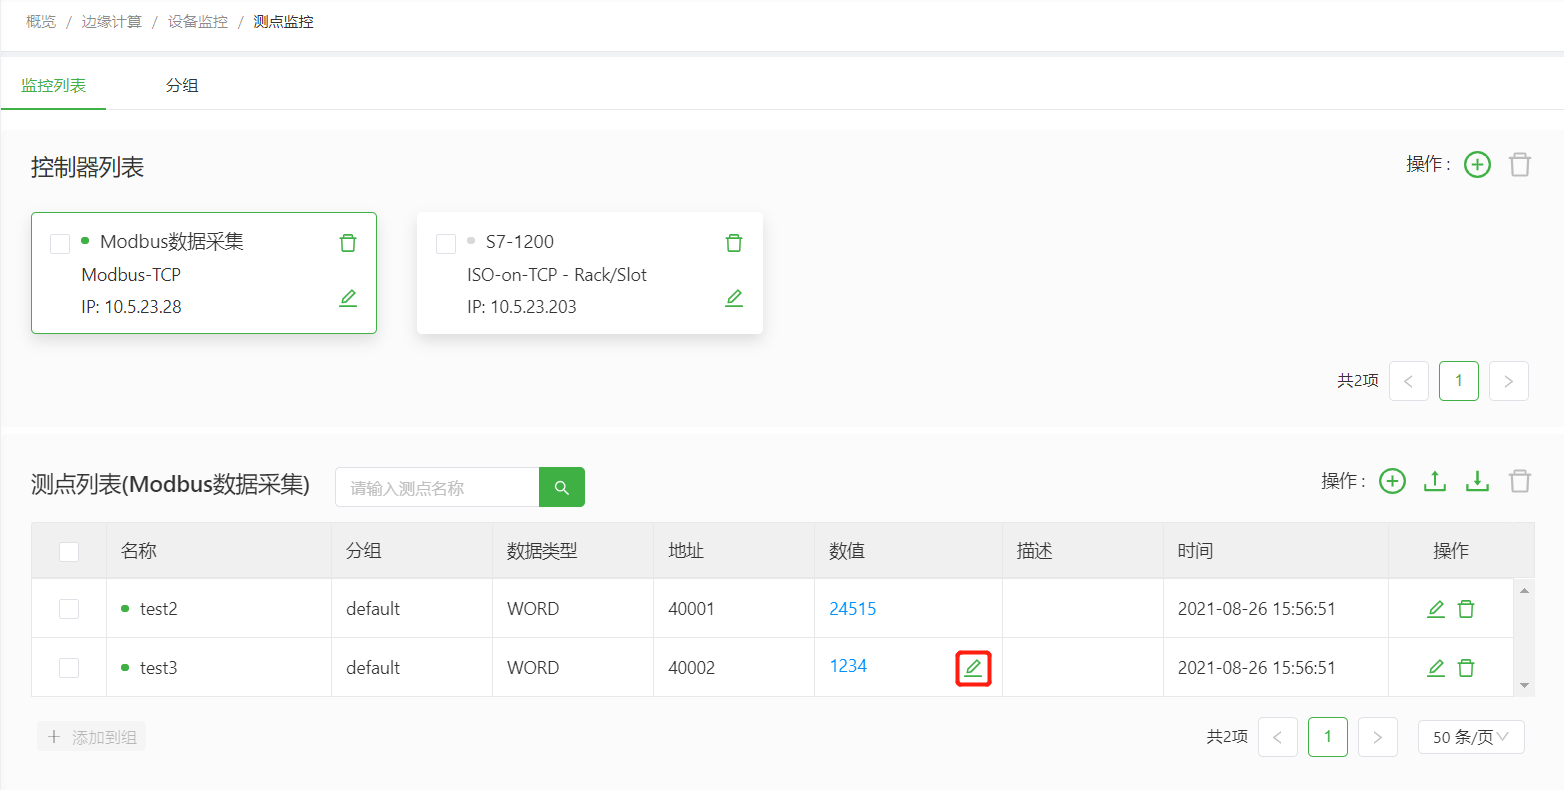 概览 / 边缘计算 / 设备监控 / 测点监控
监控列表 分组
控制器列表 操作 :
Modbus数据采集
Modbus-TCP
IP: 10.5.23.28
S7-1200
ISO-on-TCP - Rack/Slot
IP: 10.5.23.203
共2项 < 1 >
测点列表(Modbus数据采集) 请输入测点名称 操作 :
名称 分组 数据类型 地址 数值 描述 时间 操作
test2 default WORD 40001 24515 2021-08-26 15:56:51
test3 default WORD 40002 1234 2021-08-26 15:56:51
+ 添加到组 共2项 < 1 > 50 条/页